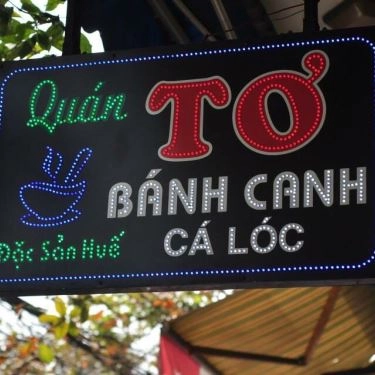 Quán
TƠ
BÁNH CANH
CÁ LÓC
Đặc Sản Huế